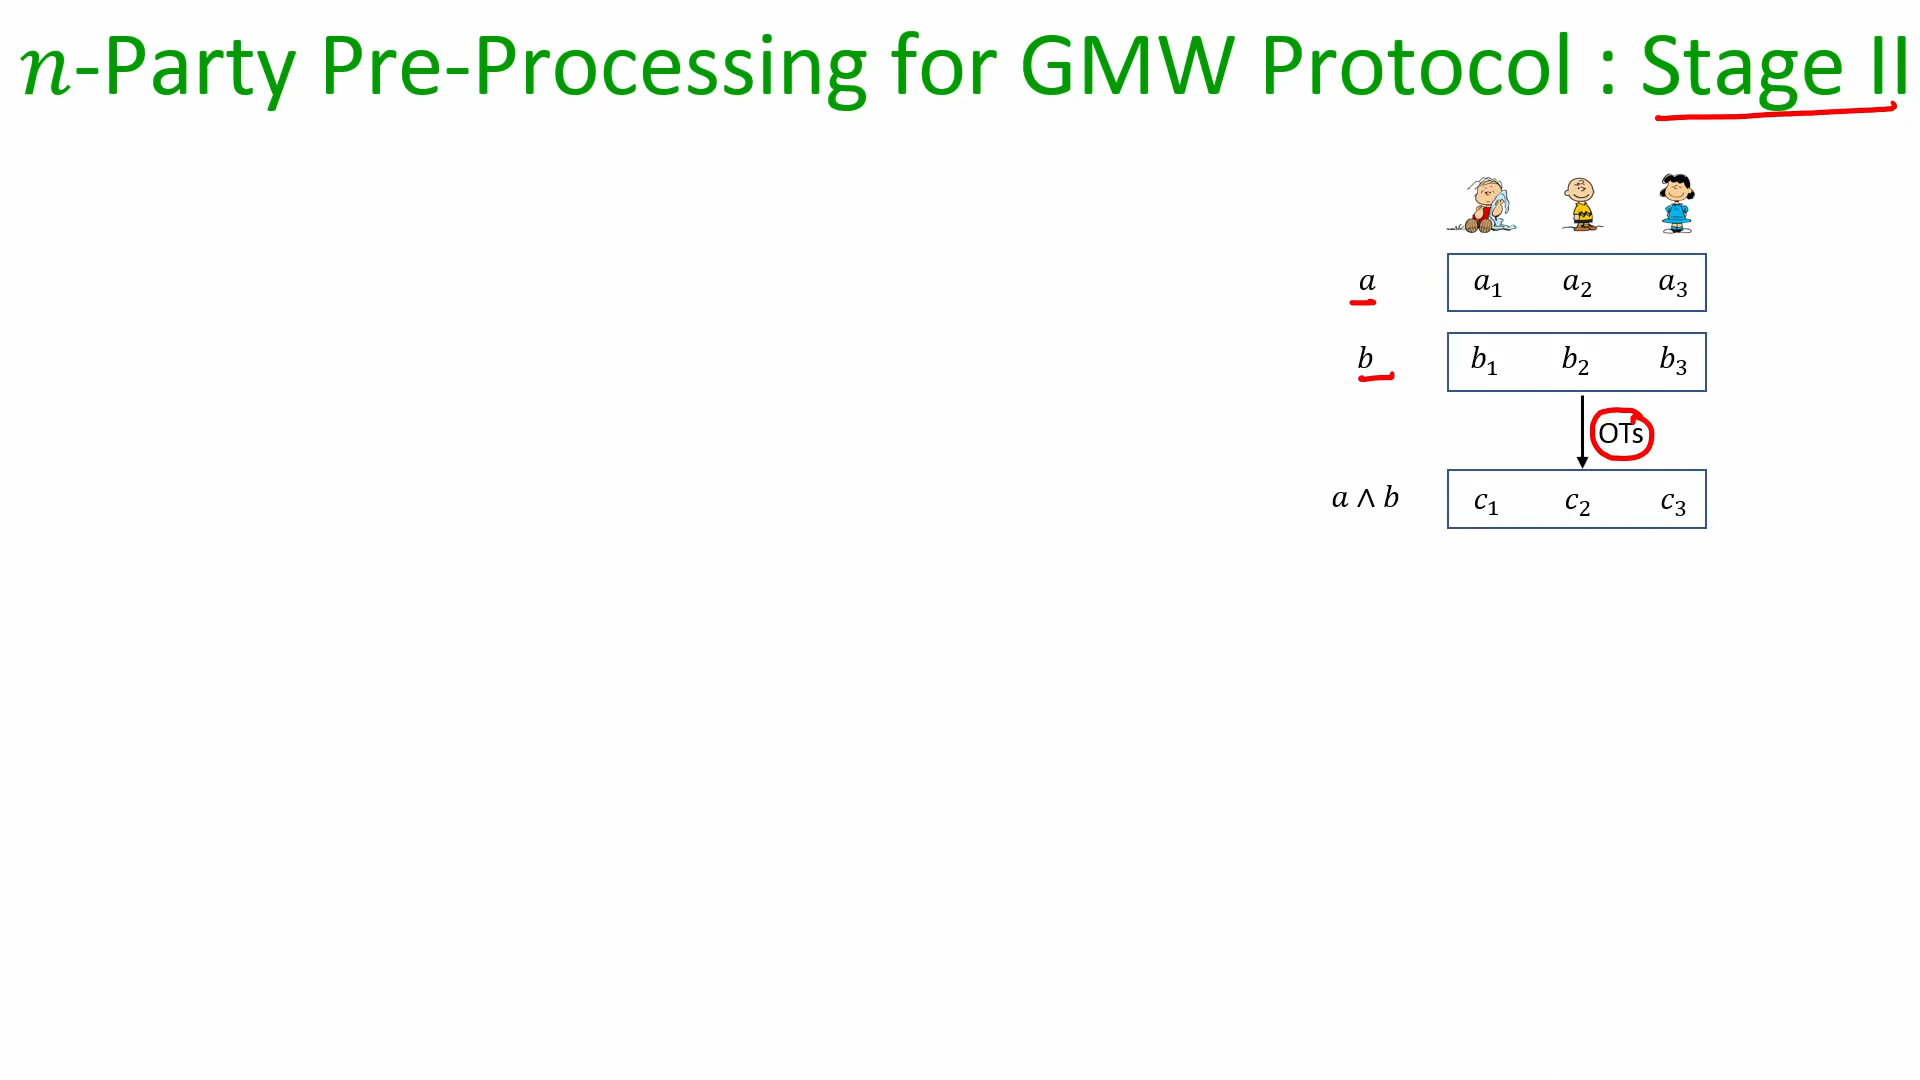 n-Party Pre-Processing for GMW Protocol : Stage II
a a₁ a₂ a₃
b b₁ b₂ b₃
OTs
a ∧ b c₁ c₂ c₃